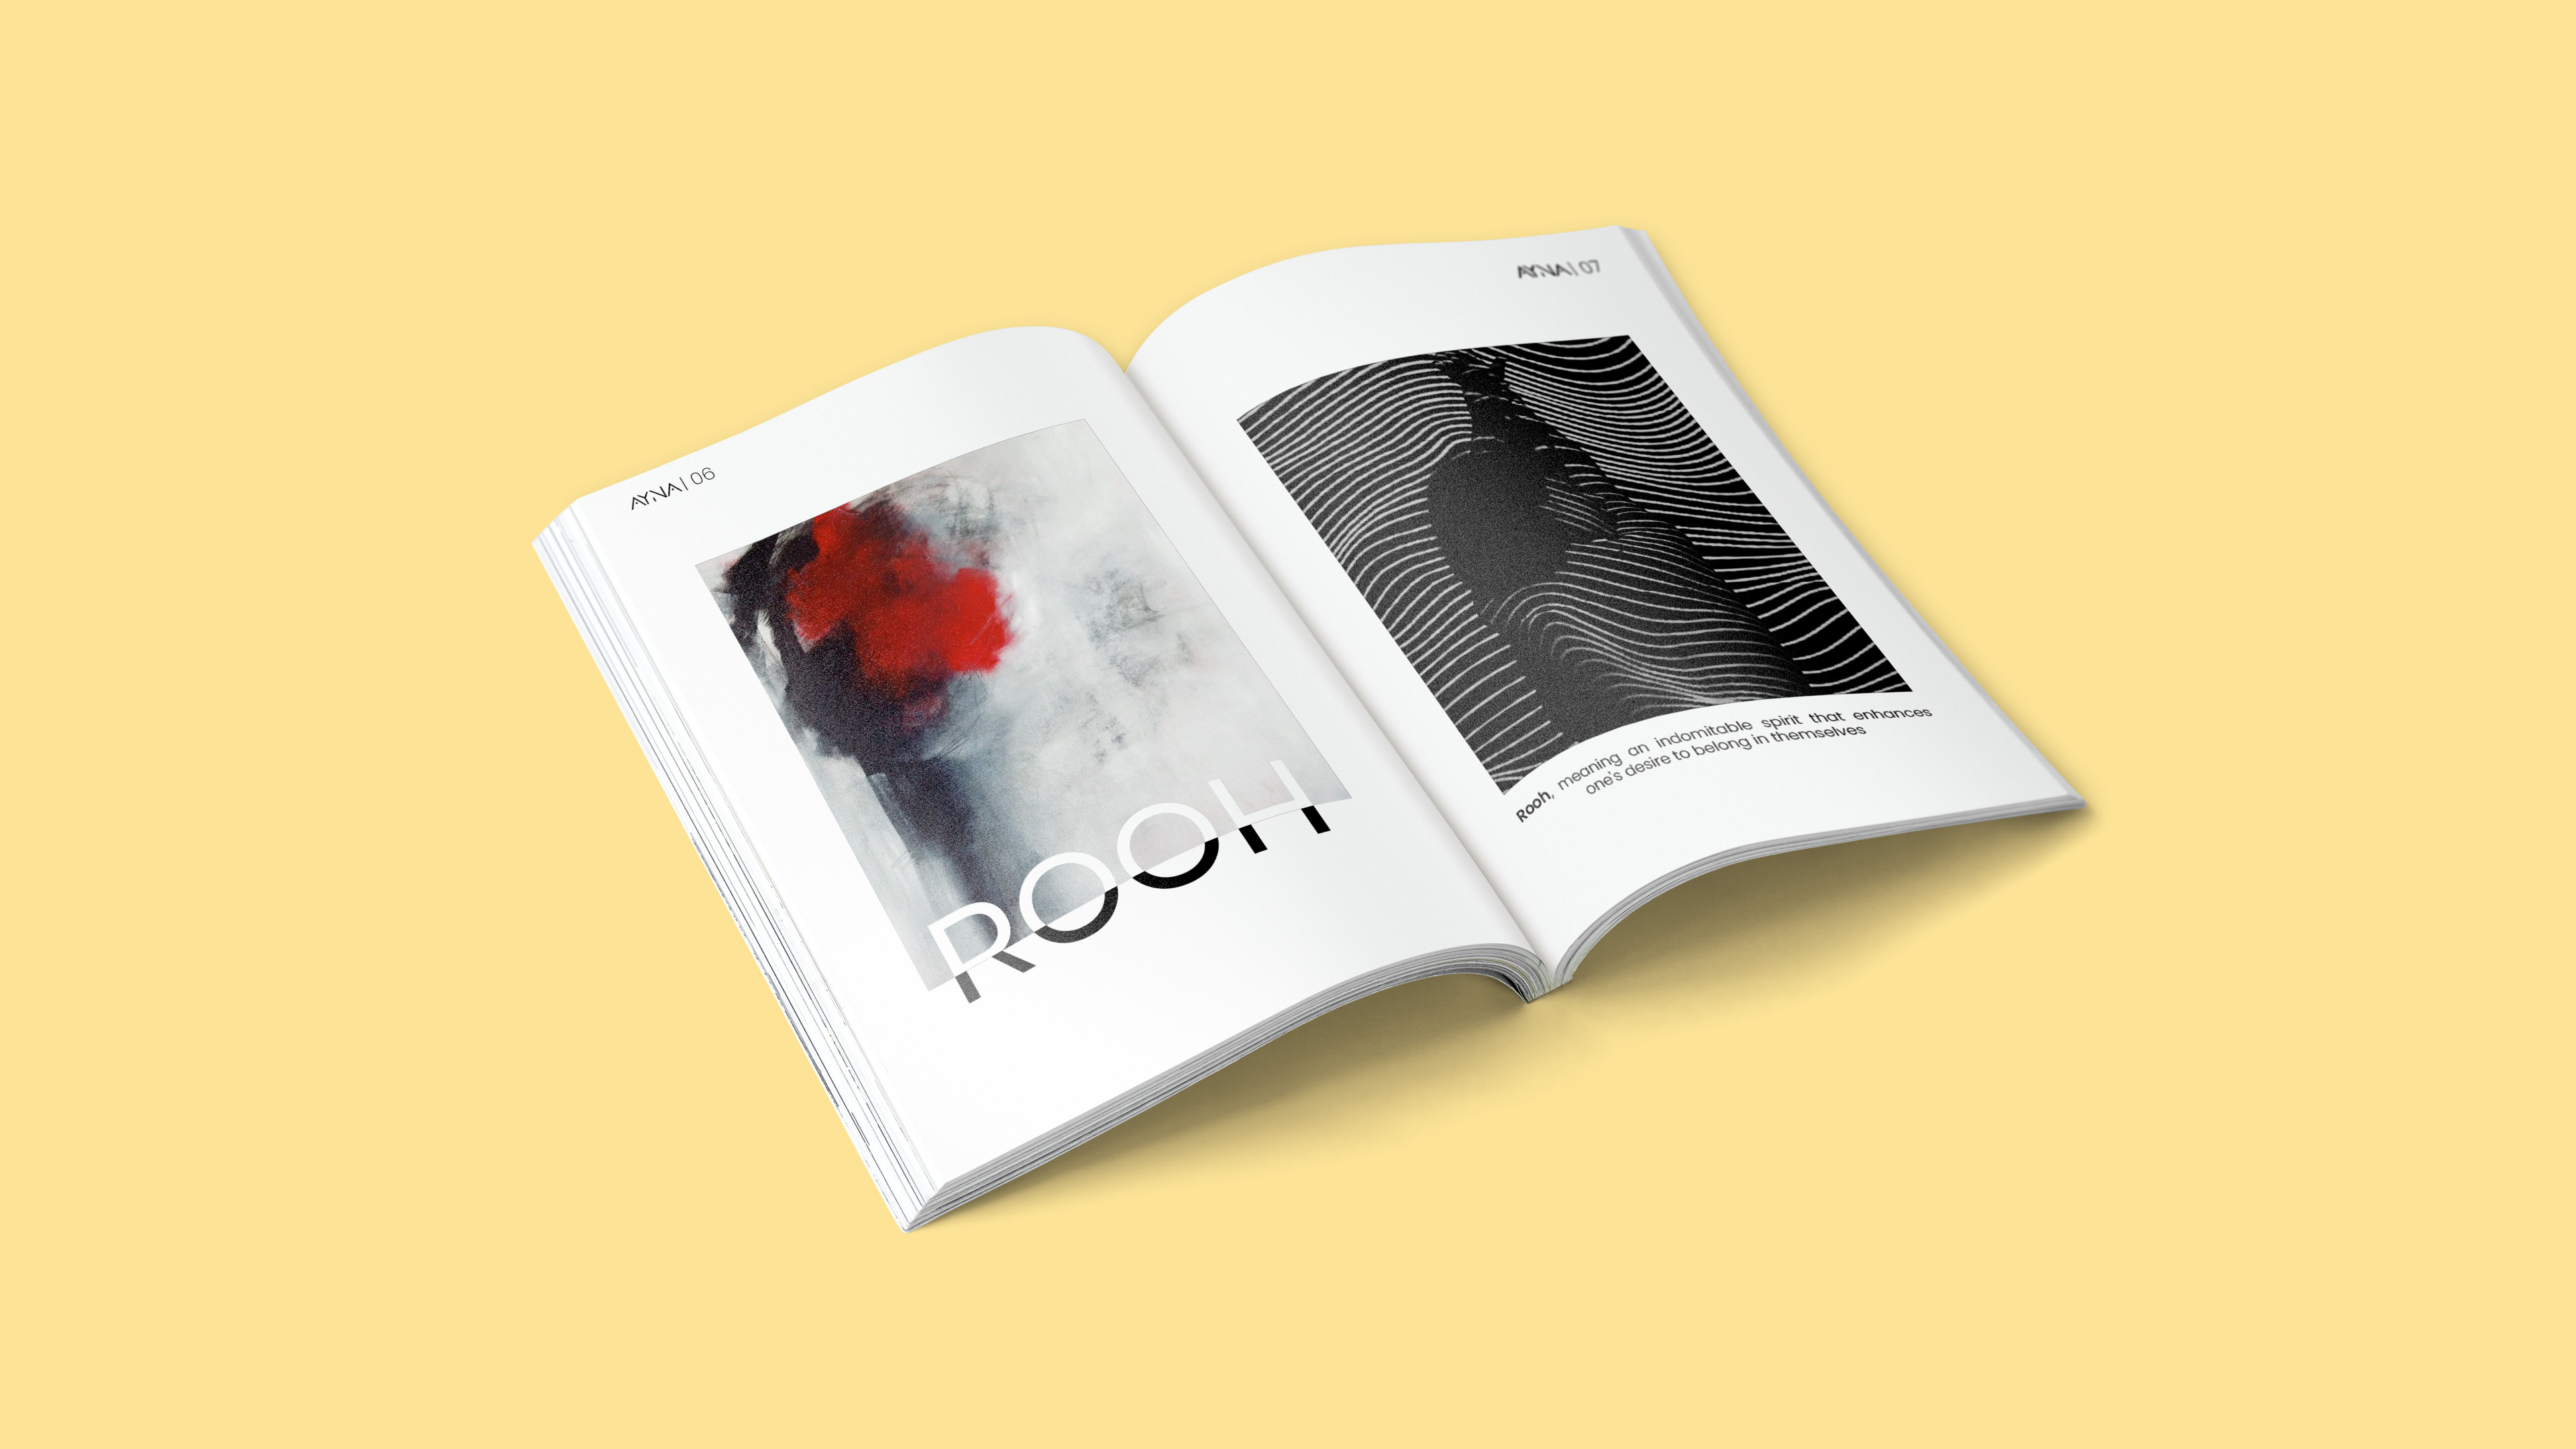 AYNA | 06
ROOH
AYNA | 07
Rooh, meaning an indomitable spirit that enhances
one's desire to belong in themselves